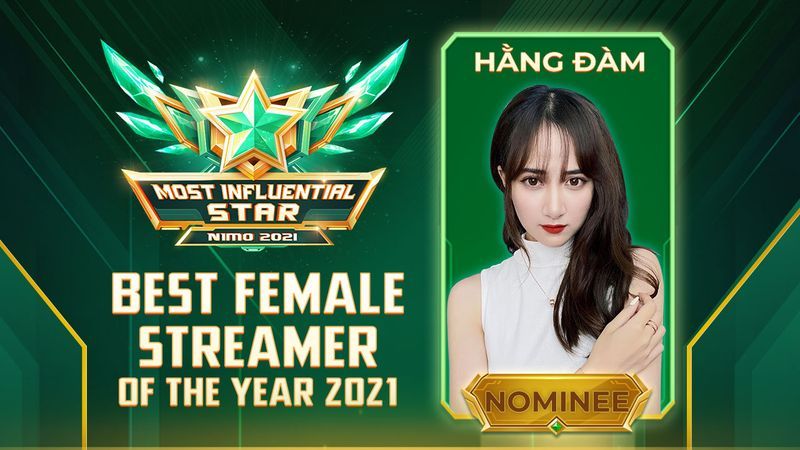 MOST INFLUENTIAL
STAR
NIMO 2021
BEST FEMALE
STREAMER
OF THE YEAR 2021
HẰNG ĐÀM
NOMINEE